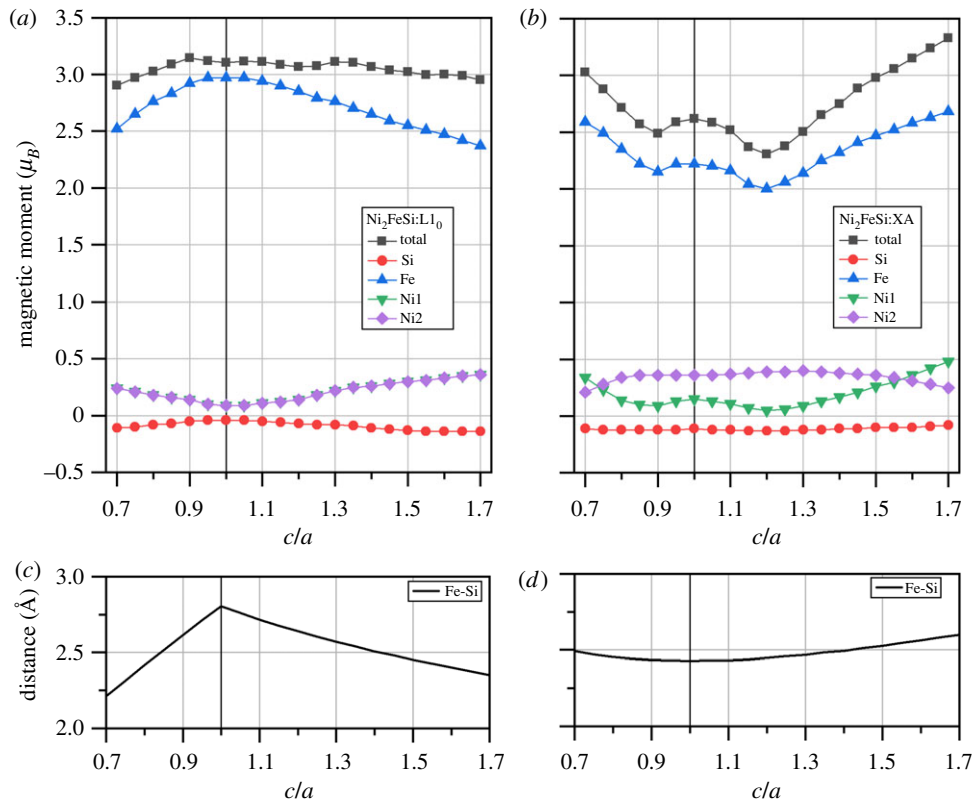 (a)
3.5
3.0
2.5
2.0
1.5
1.0
0.5
0
–0.5
magnetic moment (μB)
Ni2FeSi:L10
total
Si
Fe
Ni1
Ni2
0.7 0.9 1.1 1.3 1.5 1.7
c/a
(b)
Ni2FeSi:XA
total
Si
Fe
Ni1
Ni2
0.7 0.9 1.1 1.3 1.5 1.7
c/a
(c)
3.0
2.5
2.0
distance (Å)
Fe-Si
0.7 0.9 1.1 1.3 1.5 1.7
c/a
(d)
Fe-Si
0.7 0.9 1.1 1.3 1.5 1.7
c/a